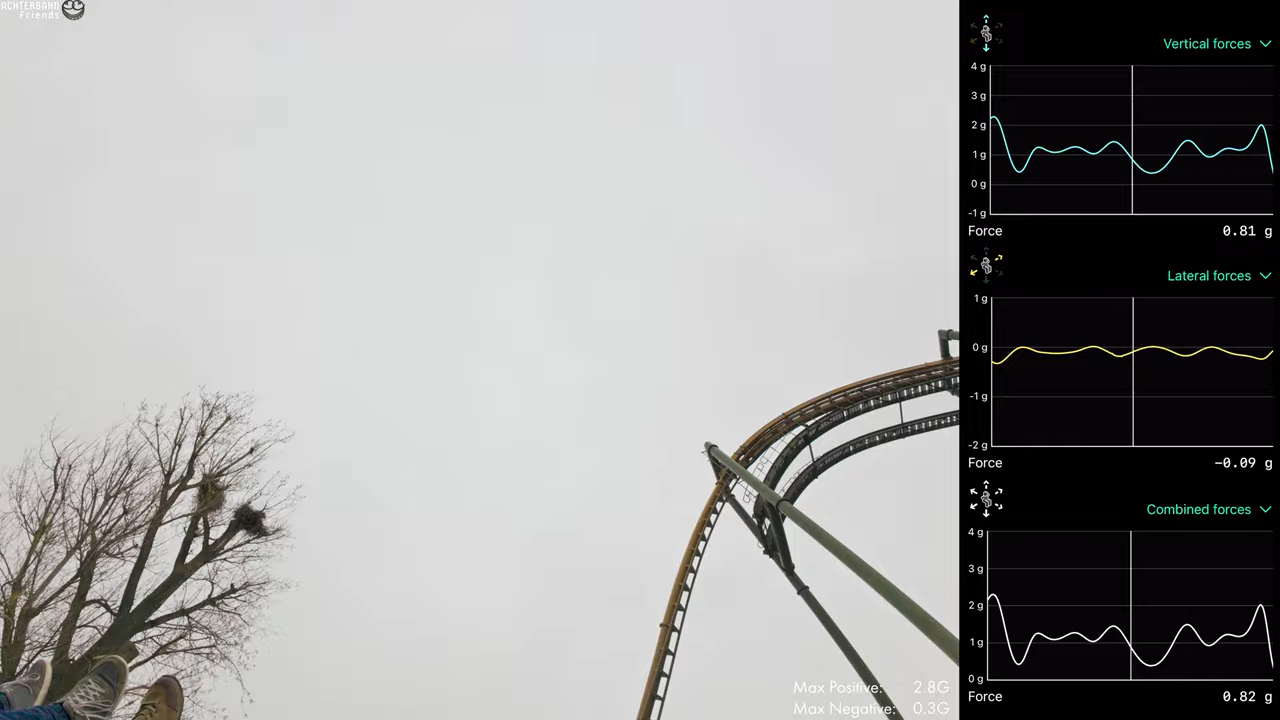 ACHTERBAHN
Friends
Vertical forces
4 g
3 g
2 g
1 g
0 g
-1 g
Force 0.81 g
Lateral forces
1 g
0 g
-1 g
-2 g
Force -0.09 g
Combined forces
4 g
3 g
2 g
1 g
0 g
Force 0.82 g
Max Positive: 2.8G
Max Negative: 0.3G